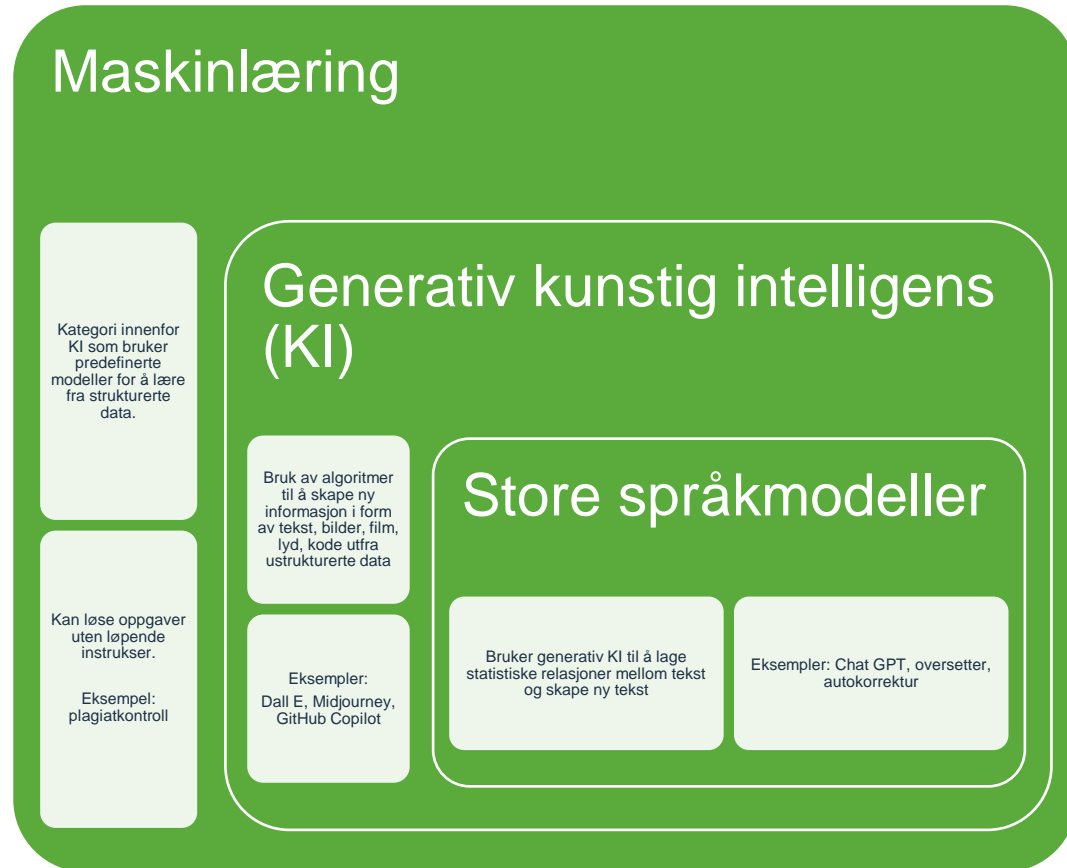 Maskinlæring
Kategori innenfor
KI som bruker
predefinerte
modeller for å lære
fra strukturerte
data.
Kan løse oppgaver
uten løpende
instrukser.
Eksempel:
plagiatkontroll
Generativ kunstig intelligens
(KI)
Bruk av algoritmer
til å skape ny
informasjon i form
av tekst, bilder, film,
lyd, kode utfra
ustrukturerte data
Eksempler:
Dall E, Midjourney,
GitHub Copilot
Store språkmodeller
Bruker generativ KI til å lage
statistiske relasjoner mellom tekst
og skape ny tekst
Eksempler: Chat GPT, oversetter,
autokorrektur